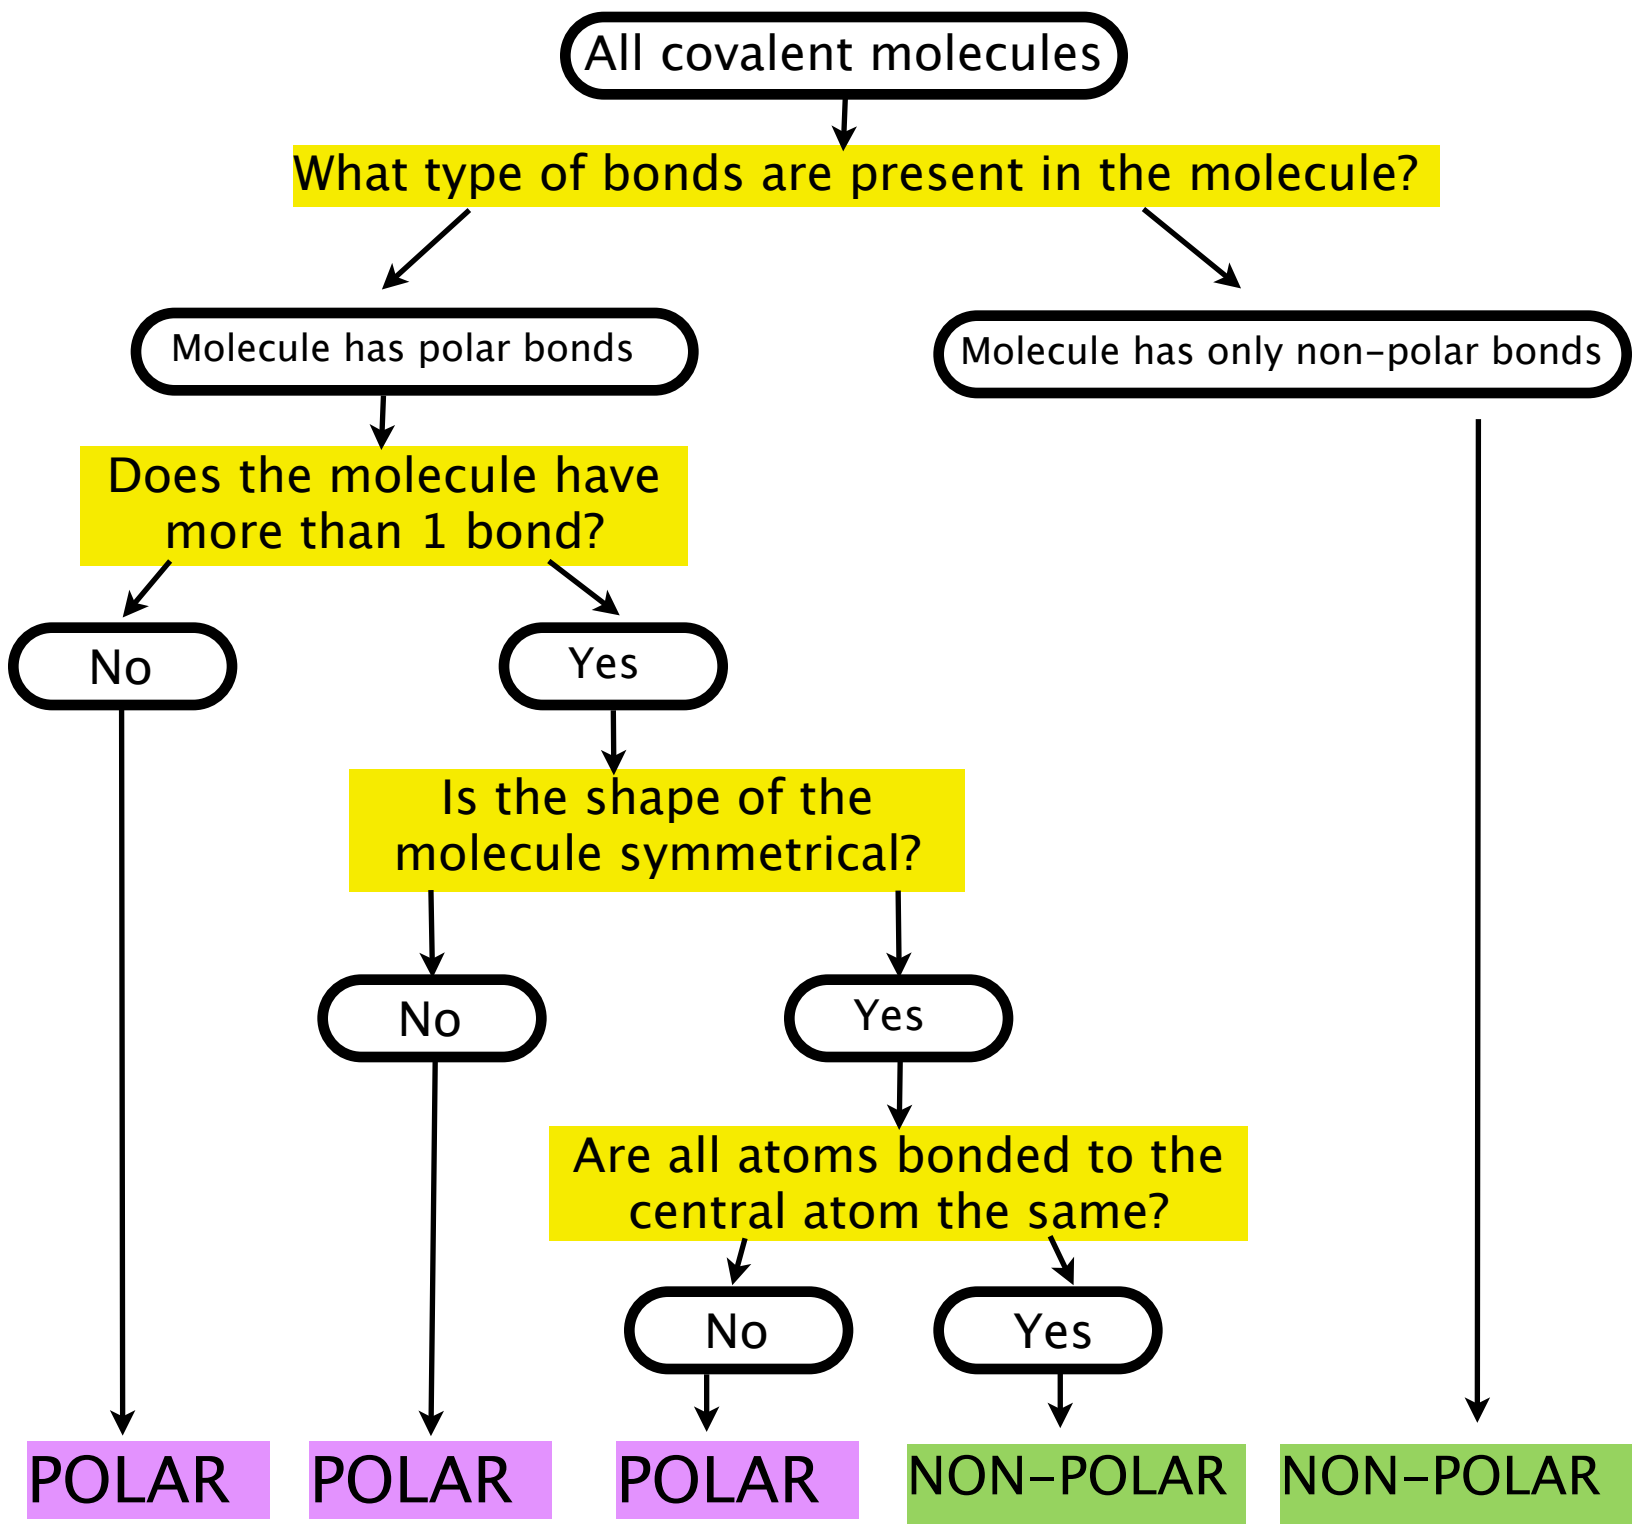 All covalent molecules
What type of bonds are present in the molecule?
Molecule has polar bonds
Molecule has only non-polar bonds
Does the molecule have
more than 1 bond?
No
Yes
Is the shape of the
molecule symmetrical?
No
Yes
Are all atoms bonded to the
central atom the same?
No
Yes
POLAR
POLAR
POLAR
NON-POLAR
NON-POLAR